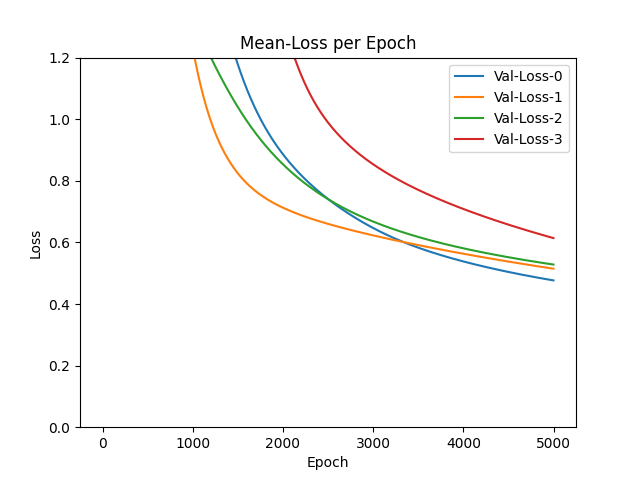 Mean-Loss per Epoch
Loss
1.2
1.0
0.8
0.6
0.4
0.2
0.0
Val-Loss-0
Val-Loss-1
Val-Loss-2
Val-Loss-3
0 1000 2000 3000 4000 5000
Epoch